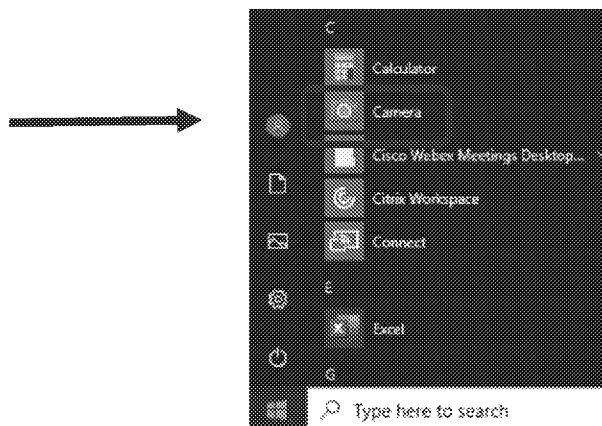 C
Calculator
Camera
Cisco Webex Meetings Desktop...
Citrix Workspace
Connect
E
Excel
G
Type here to search